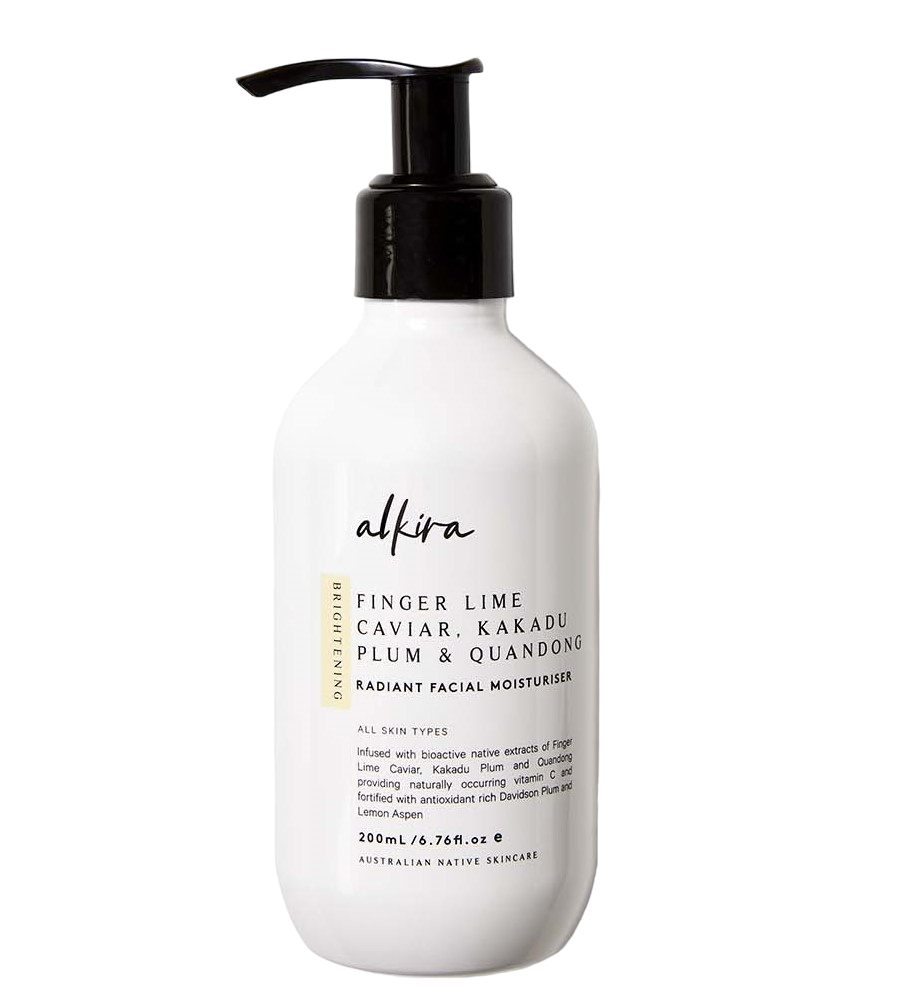 alkira
BRIGHTENING
FINGER LIME
CAVIAR, KAKADU
PLUM & QUANDONG
RADIANT FACIAL MOISTURISER
ALL SKIN TYPES
Infused with bioactive native extracts of Finger
Lime Caviar, Kakadu Plum and Quandong
providing naturally occurring vitamin C and
fortified with antioxidant rich Davidson Plum and
Lemon Aspen
200mL /6.76fl.oz e
AUSTRALIAN NATIVE SKINCARE